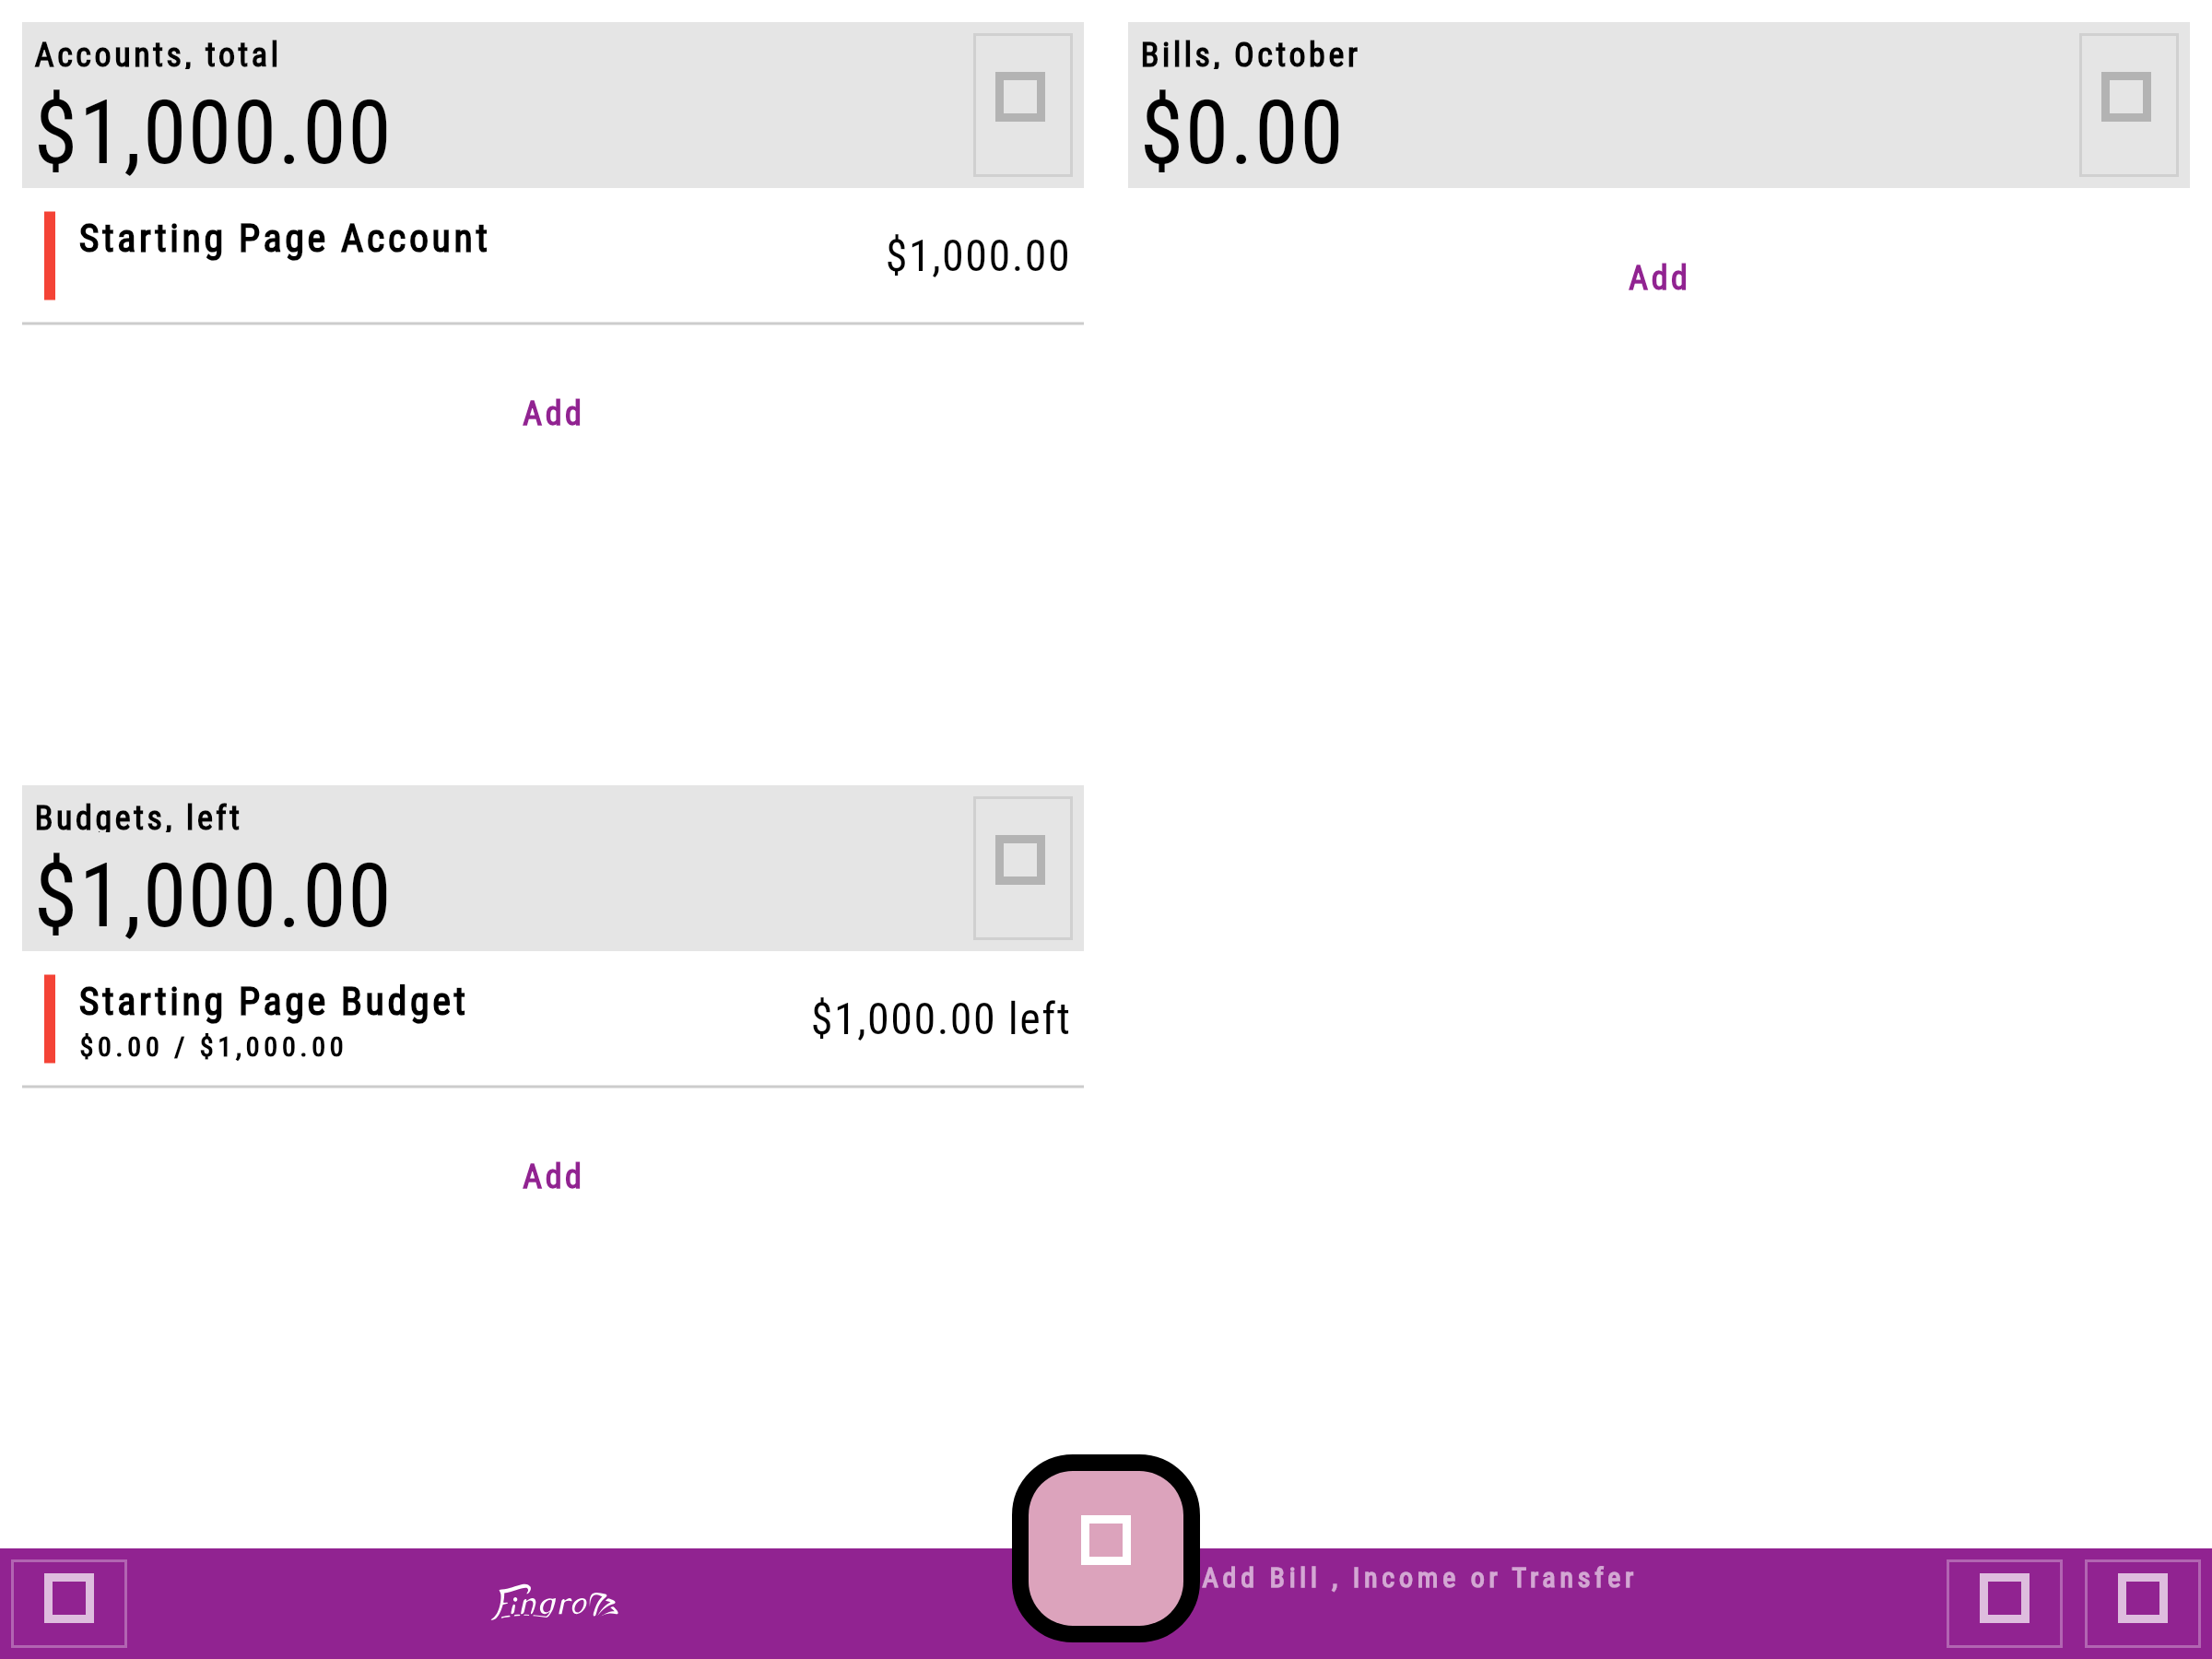 Accounts, total
$1,000.00
Starting Page Account
$1,000.00
Add
Bills, October
$0.00
Add
Budgets, left
$1,000.00
Starting Page Budget
$0.00 / $1,000.00
$1,000.00 left
Add
Add Bill , Income or Transfer